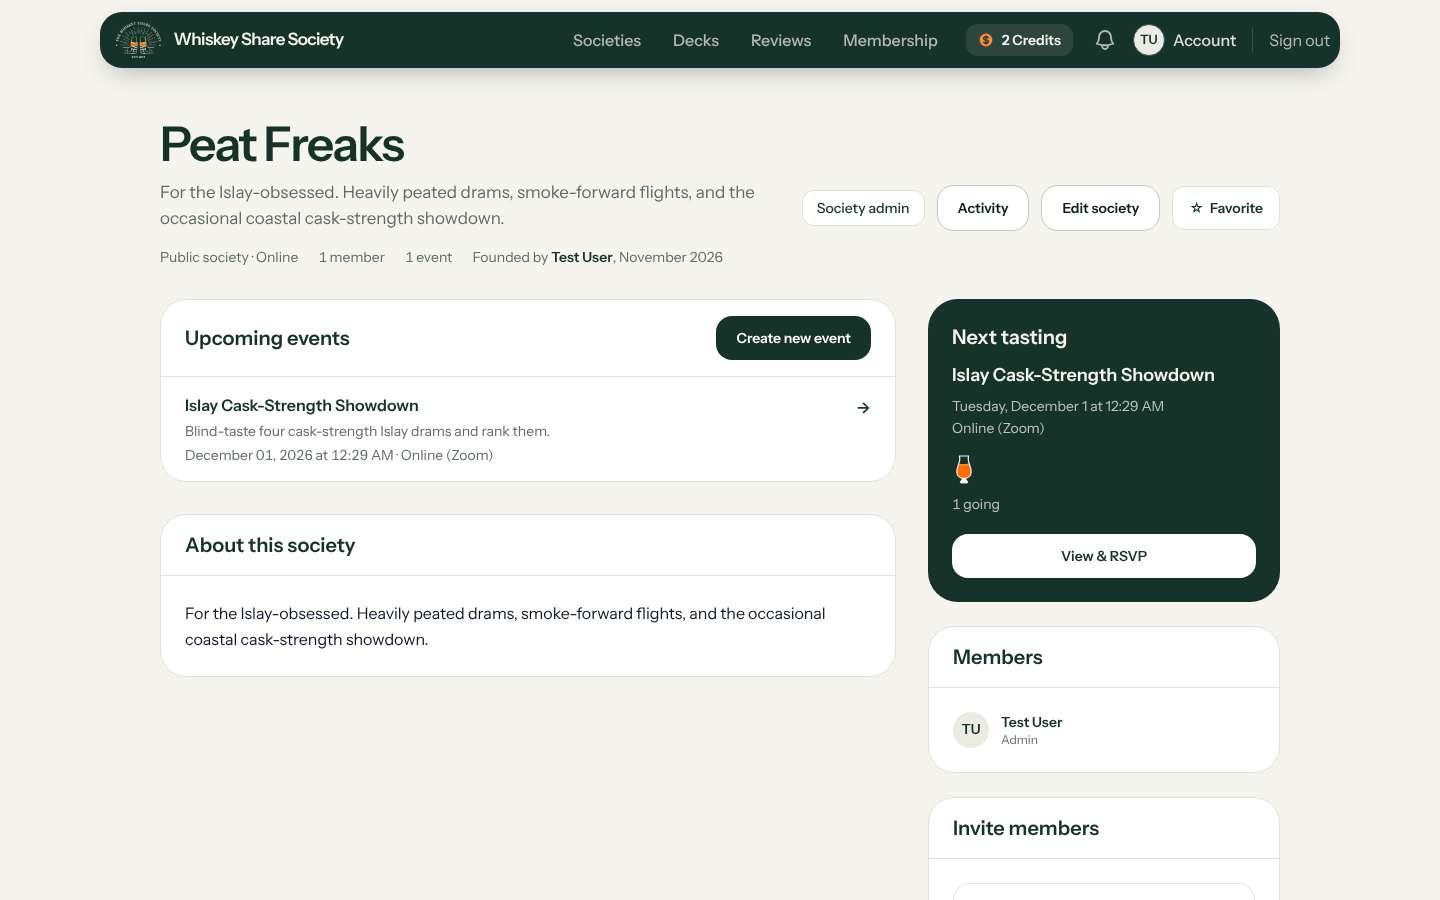 Whiskey Share Society
Societies
Decks
Reviews
Membership
2 Credits
TU
Account
Sign out
Peat Freaks
For the Islay-obsessed. Heavily peated drams, smoke-forward flights, and the
occasional coastal cask-strength showdown.
Society admin
Activity
Edit society
☆ Favorite
Public society · Online
1 member
1 event
Founded by Test User, November 2026
Upcoming events
Create new event
Islay Cask-Strength Showdown
Blind-taste four cask-strength Islay drams and rank them.
December 01, 2026 at 12:29 AM · Online (Zoom)
About this society
For the Islay-obsessed. Heavily peated drams, smoke-forward flights, and the occasional
coastal cask-strength showdown.
Next tasting
Islay Cask-Strength Showdown
Tuesday, December 1 at 12:29 AM
Online (Zoom)
1 going
View & RSVP
Members
TU
Test User
Admin
Invite members